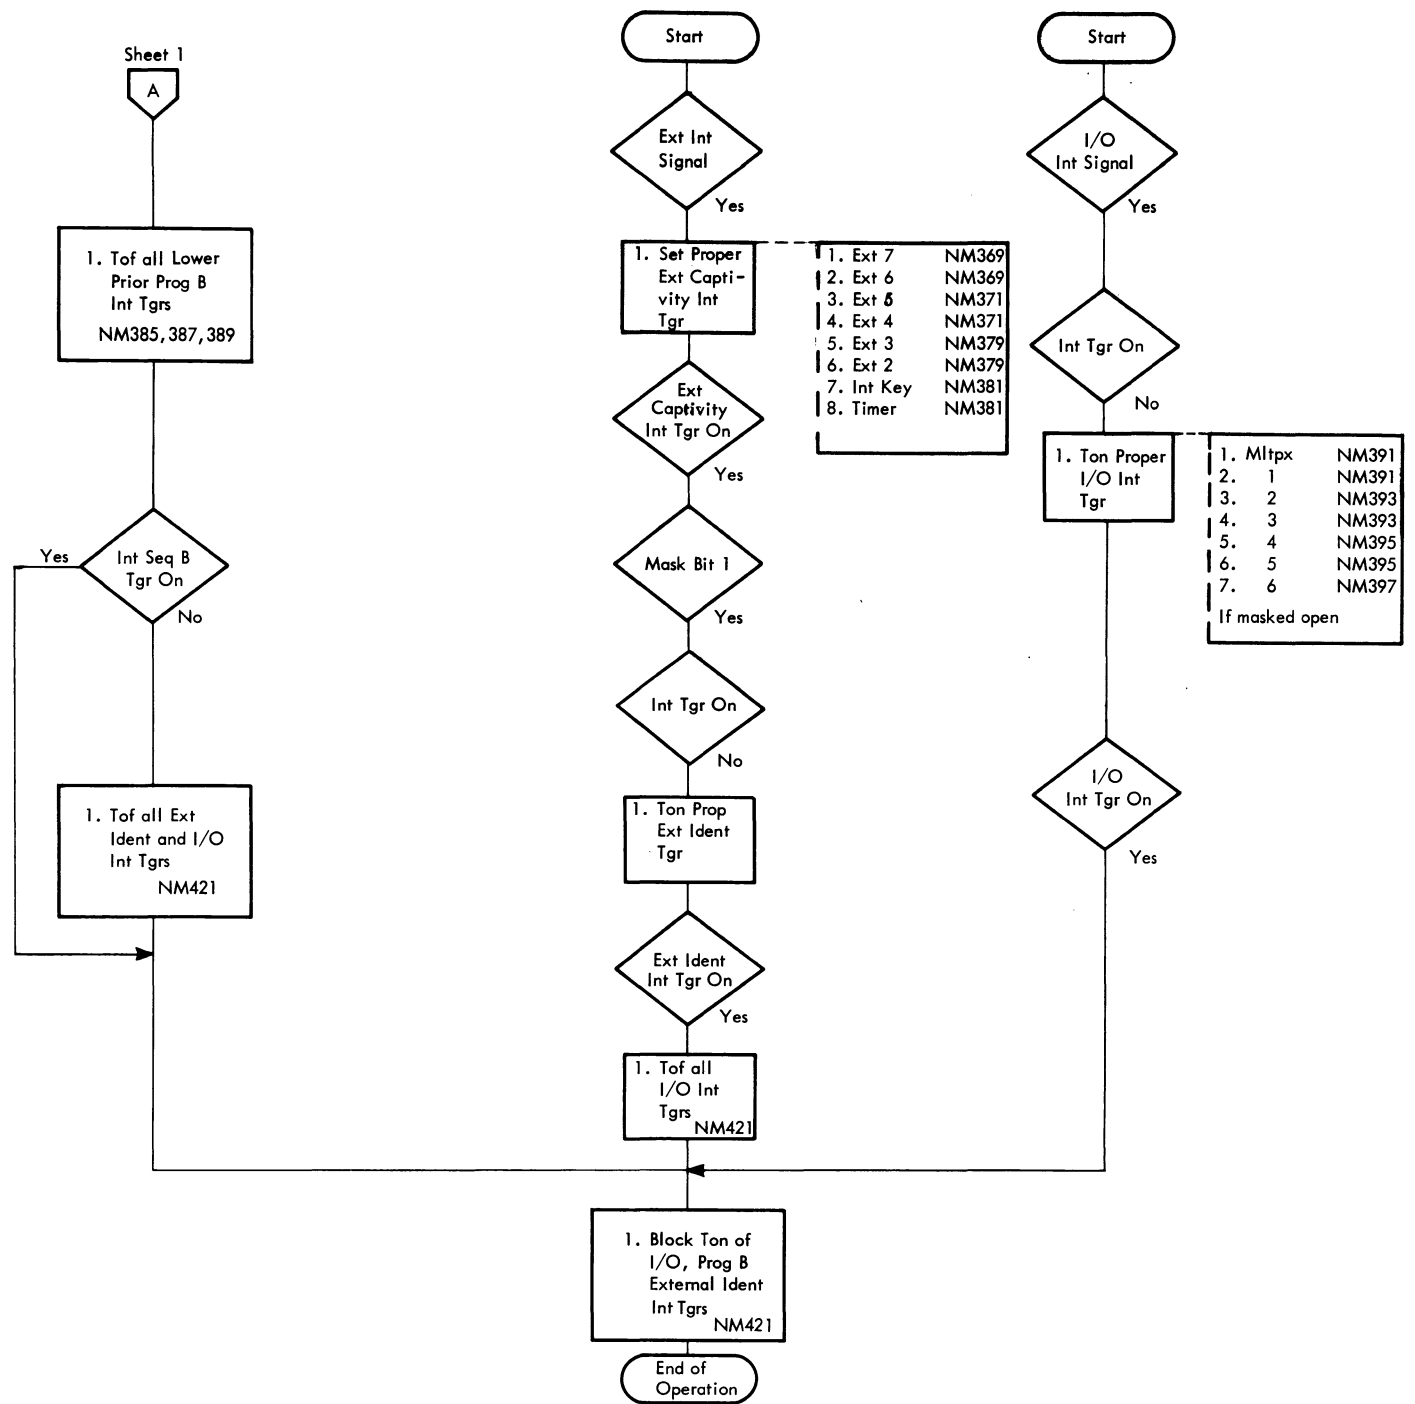 Sheet 1
A
1. Tof all Lower
Prior Prog B
Int Tgrs
NM385,387,389
Yes
Int Seq B
Tgr On
No
1. Tof all Ext
Ident and I/O
Int Tgrs
NM421
Start
Ext Int
Signal
Yes
1. Set Proper
Ext Capti-
vity Int
Tgr
1. Ext 7 NM369
2. Ext 6 NM369
3. Ext 5 NM371
4. Ext 4 NM371
5. Ext 3 NM379
6. Ext 2 NM379
7. Int Key NM381
8. Timer NM381
Ext
Captivity
Int Tgr On
Yes
Mask Bit 1
Yes
Int Tgr On
No
1. Ton Prop
Ext Ident
Tgr
Ext Ident
Int Tgr On
Yes
1. Tof all
I/O Int
Tgrs
NM421
Start
I/O
Int Signal
Yes
Int Tgr On
No
1. Ton Proper
I/O Int
Tgr
1. Mltpx NM391
2. 1 NM391
3. 2 NM393
4. 3 NM393
5. 4 NM395
6. 5 NM395
7. 6 NM397
If masked open
I/O
Int Tgr On
Yes
1. Block Ton of
I/O, Prog B
External Ident
Int Tgrs
NM421
End of
Operation